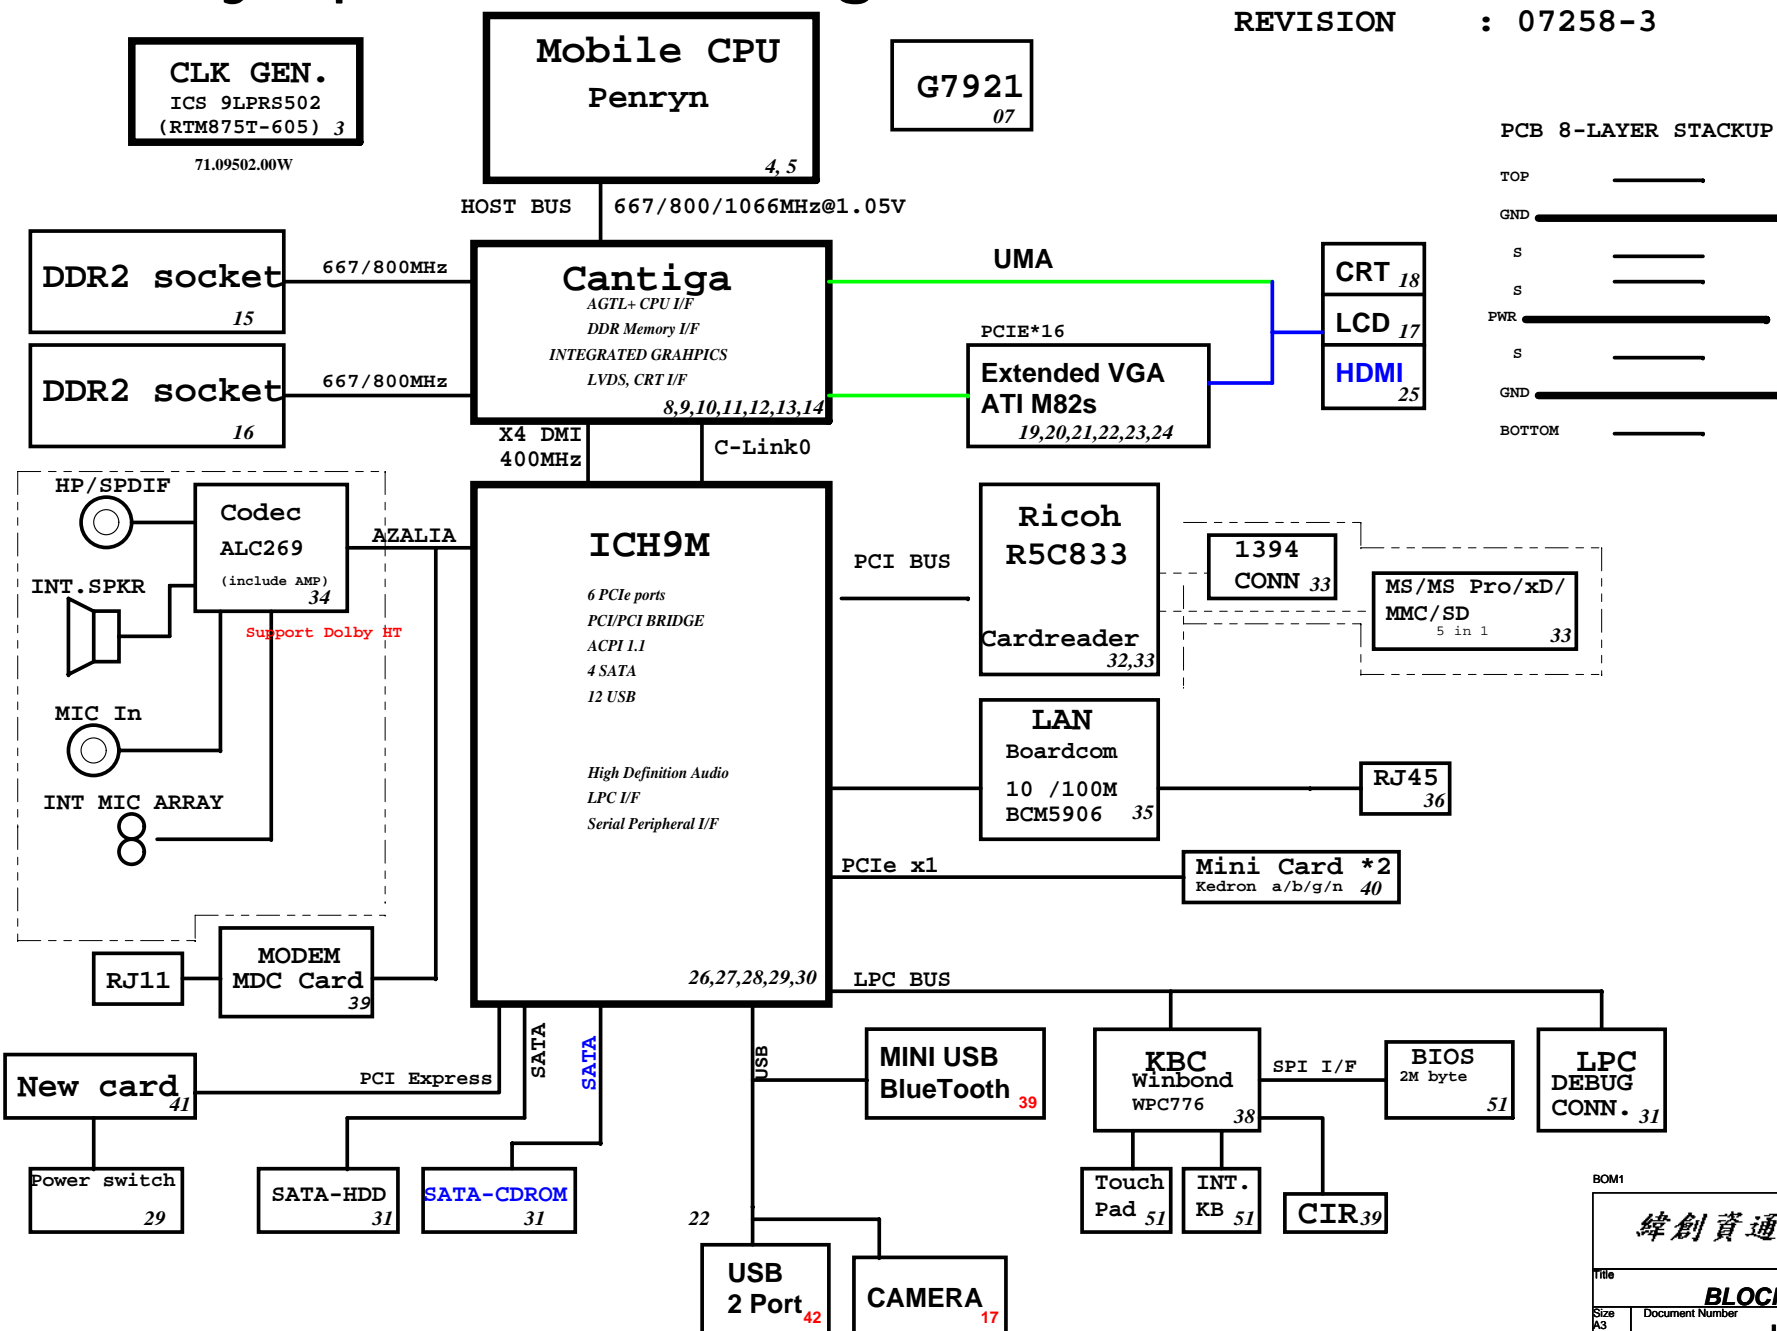 REVISION : 07258-3
CLK GEN.
ICS 9LPRS502
(RTM875T-605) 3
71.09502.00W
Mobile CPU
Penryn
4, 5
G7921
07
PCB 8-LAYER STACKUP
TOP
GND
S
S
PWR
S
GND
BOTTOM
HOST BUS
667/800/1066MHz@1.05V
DDR2 socket
15
667/800MHz
DDR2 socket
16
667/800MHz
Cantiga
AGTL+ CPU I/F
DDR Memory I/F
INTEGRATED GRAHPICS
LVDS, CRT I/F
8,9,10,11,12,13,14
UMA
PCIE*16
Extended VGA
ATI M82s
19,20,21,22,23,24
CRT 18
LCD 17
HDMI
25
X4 DMI
400MHz
C-Link0
HP/SPDIF
Codec
ALC269
(include AMP)
34
AZALIA
INT.SPKR
Support Dolby HT
MIC In
INT MIC ARRAY
ICH9M
6 PCIe ports
PCI/PCI BRIDGE
ACPI 1.1
4 SATA
12 USB
High Definition Audio
LPC I/F
Serial Peripheral I/F
26,27,28,29,30
PCI BUS
Ricoh
R5C833
Cardreader
32,33
1394
CONN 33
MS/MS Pro/xD/
MMC/SD
5 in 1
33
LAN
Boardcom
10 /100M
BCM5906 35
RJ45
36
PCIe x1
Mini Card *2
Kedron a/b/g/n 40
RJ11
MODEM
MDC Card
39
LPC BUS
New card
41
PCI Express
SATA
SATA
USB
Power switch
29
SATA-HDD
31
SATA-CDROM
31
22
MINI USB
BlueTooth 39
USB
2 Port 42
CAMERA
17
KBC
Winbond
WPC776
38
SPI I/F
BIOS
2M byte
51
LPC
DEBUG
CONN. 31
Touch
Pad 51
INT.
KB 51
CIR 39
BOM1
緯創資通
Title
BLOC
Size
A3
Document Number